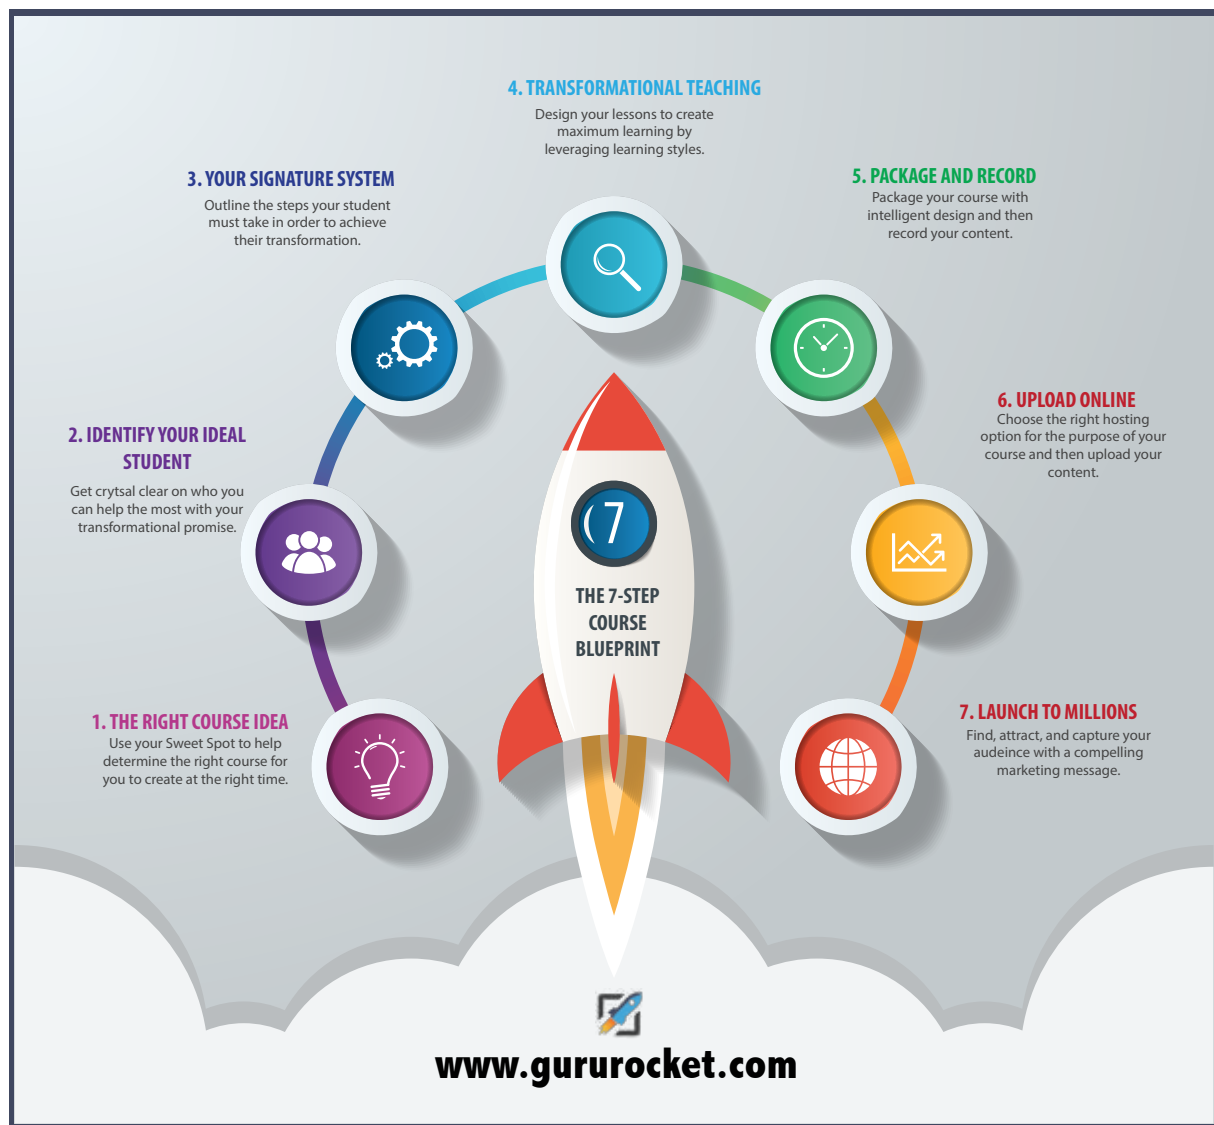 4. TRANSFORMATIONAL TEACHING
Design your lessons to create
maximum learning by
leveraging learning styles.
3. YOUR SIGNATURE SYSTEM
Outline the steps your student
must take in order to achieve
their transformation.
5. PACKAGE AND RECORD
Package your course with
intelligent design and then
record your content.
2. IDENTIFY YOUR IDEAL
STUDENT
Get crytsal clear on who you
can help the most with your
transformational promise.
6. UPLOAD ONLINE
Choose the right hosting
option for the purpose of your
course and then upload your
content.
7
THE 7-STEP
COURSE
BLUEPRINT
1. THE RIGHT COURSE IDEA
Use your Sweet Spot to help
determine the right course for
you to create at the right time.
7. LAUNCH TO MILLIONS
Find, attract, and capture your
audeince with a compelling
marketing message.
www.gururocket.com